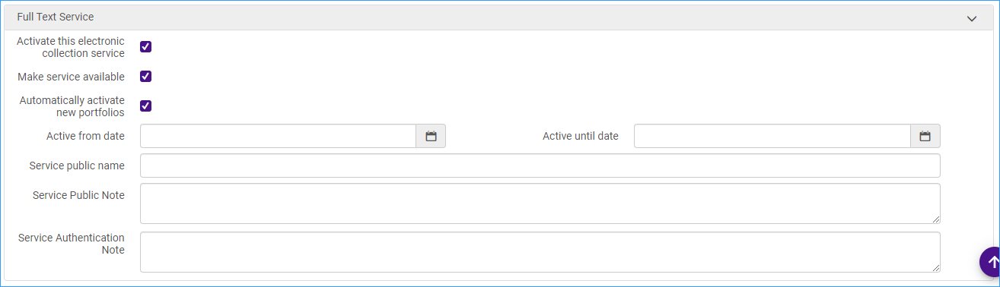 Full Text Service
Activate this electronic
collection service
Make service available
Automatically activate
new portfolios
Active from date
Active until date
Service public name
Service Public Note
Service Authentication
Note